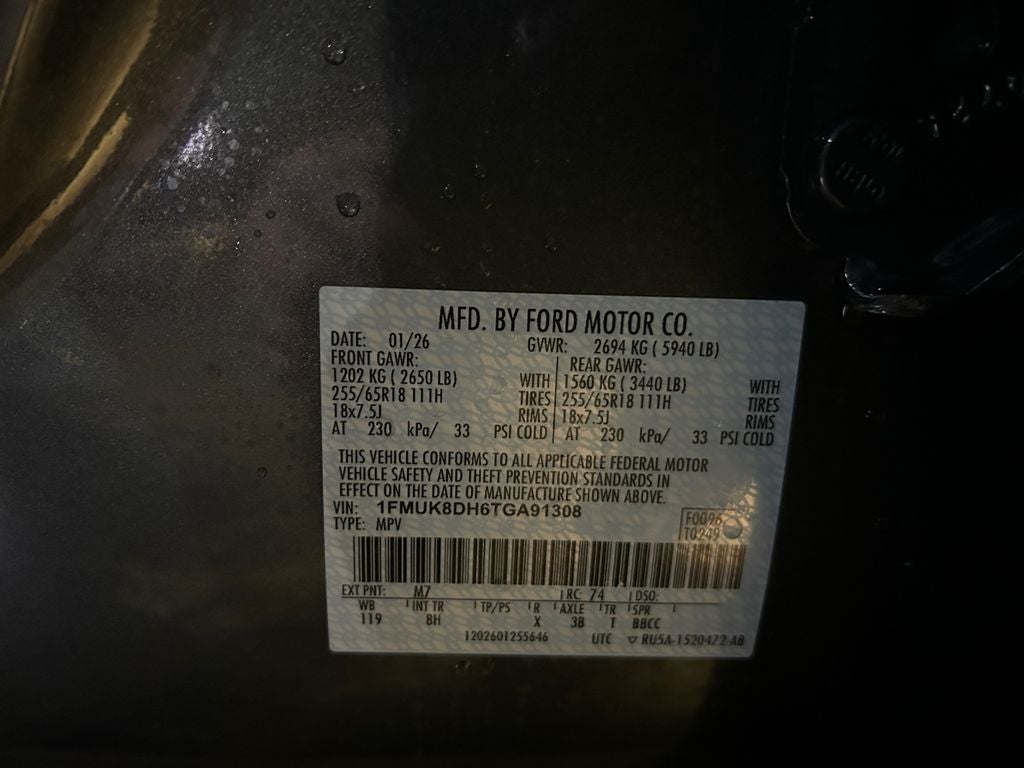 MFD. BY FORD MOTOR CO.
DATE: 01/26 GVWR: 2694 KG ( 5940 LB)
FRONT GAWR: REAR GAWR:
1202 KG ( 2650 LB) WITH 1560 KG ( 3440 LB) WITH
255/65R18 111H TIRES 255/65R18 111H TIRES
18x7.5J RIMS 18x7.5J RIMS
AT 230 kPa/ 33 PSI COLD AT 230 kPa/ 33 PSI COLD
THIS VEHICLE CONFORMS TO ALL APPLICABLE FEDERAL MOTOR
VEHICLE SAFETY AND THEFT PREVENTION STANDARDS IN
EFFECT ON THE DATE OF MANUFACTURE SHOWN ABOVE.
VIN: 1FMUK8DH6TGA91308
F0096
TYPE: MPV
T0249
EXT PNT: M7 RC: 74 DSO:
WB INT TR TP/PS R AXLE TR SPR
119 8H X 3B T BBCC
1202601255646 UTC ▽ RU5A-1520472-AB